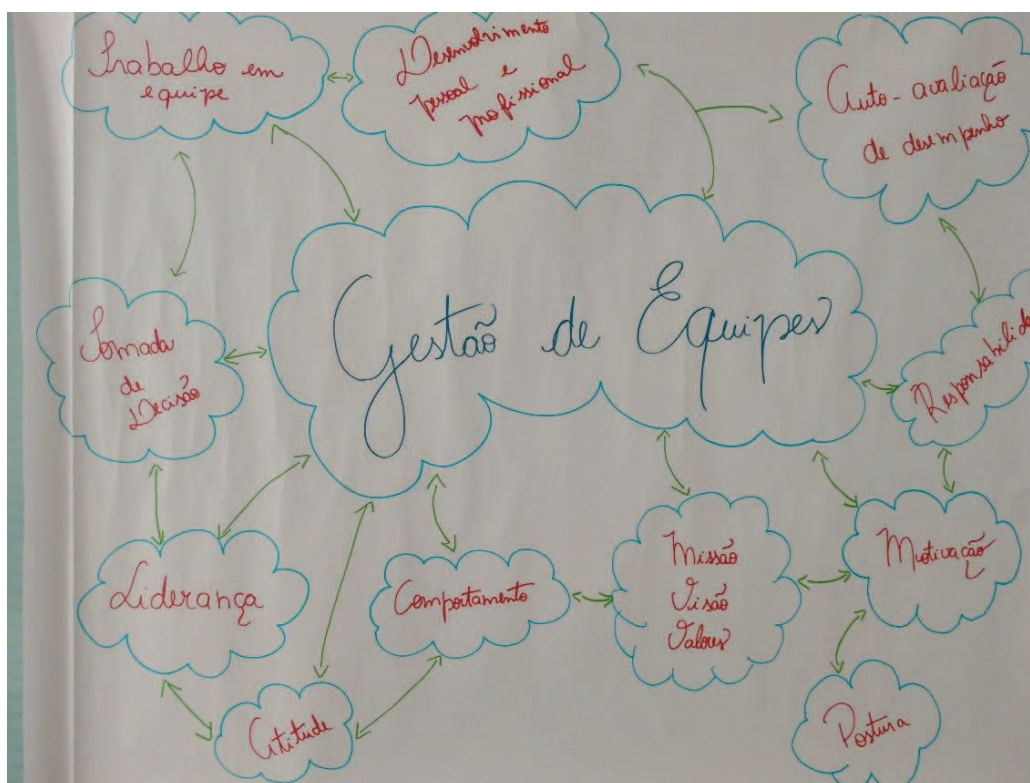 Trabalho em
equipe
Desenvolvimento
pessoal e
profissional
Auto-avaliação
de desempenho
Gestão de Equipes
Tomada
de
Decisão
Responsabilida
Liderança
Comportamento
Missão
Visão
Valores
Motivação
Atitude
Postura